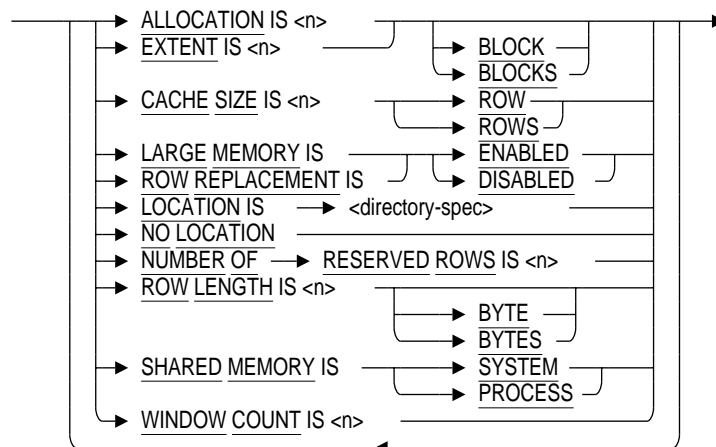 ALLOCATION IS <n>
EXTENT IS <n>
BLOCK
BLOCKS
CACHE SIZE IS <n>
ROW
ROWS
LARGE MEMORY IS
ROW REPLACEMENT IS
ENABLED
DISABLED
LOCATION IS <directory-spec>
NO LOCATION
NUMBER OF RESERVED ROWS IS <n>
ROW LENGTH IS <n>
BYTE
BYTES
SHARED MEMORY IS
SYSTEM
PROCESS
WINDOW COUNT IS <n>